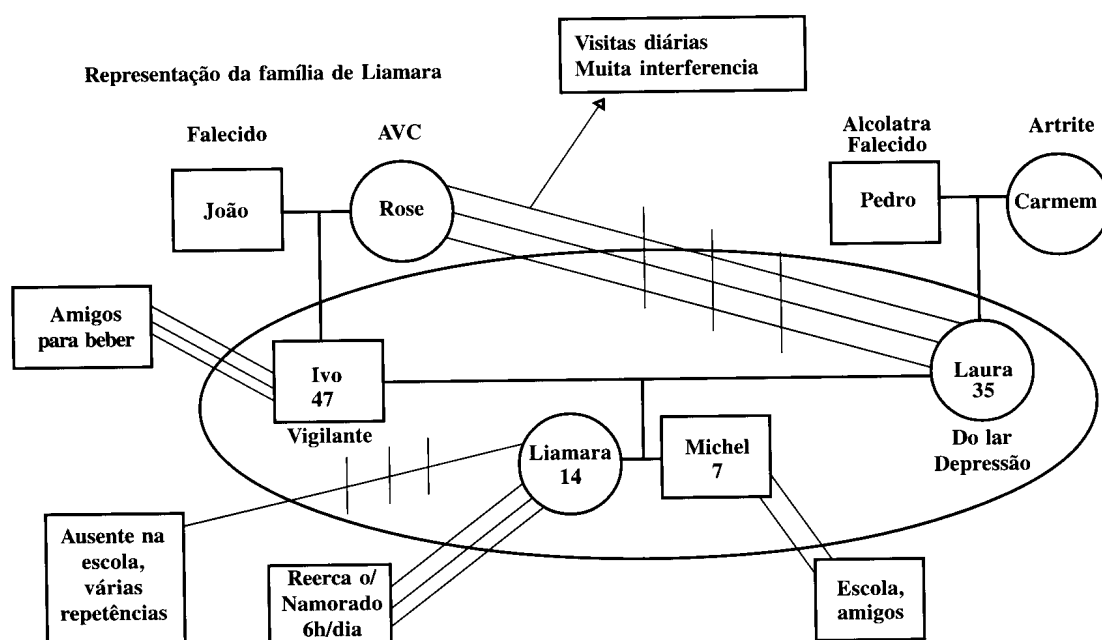 Visitas diárias
Muita interferencia
Representação da família de Liamara
Falecido
AVC
Alcolatra
Falecido
Artrite
João
Rose
Pedro
Carmem
Amigos
para beber
Ivo
47
Vigilante
Laura
35
Do lar
Depressão
Liamara
14
Michel
7
Ausente na
escola,
várias
repetências
Reerca o/
Namorado
6h/dia
Escola,
amigos